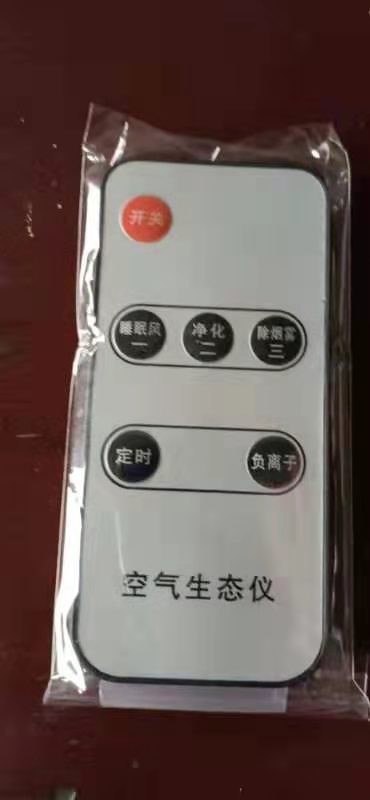 开关
睡眠风 净化 除烟雾
一 二 三
定时 负离子
空气生态仪